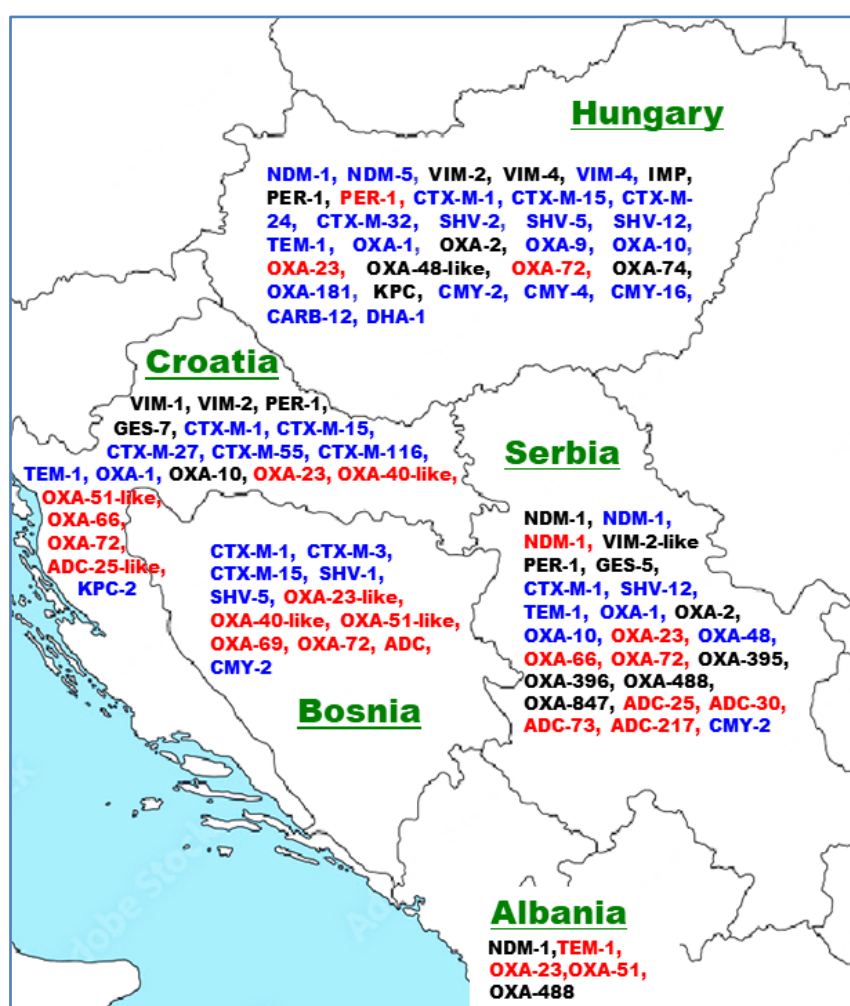 Hungary
NDM-1, NDM-5, VIM-2, VIM-4, VIM-4, IMP,
PER-1, PER-1, CTX-M-1, CTX-M-15, CTX-M-
24, CTX-M-32, SHV-2, SHV-5, SHV-12,
TEM-1, OXA-1, OXA-2, OXA-9, OXA-10,
OXA-23, OXA-48-like, OXA-72, OXA-74,
OXA-181, KPC, CMY-2, CMY-4, CMY-16,
CARB-12, DHA-1
Croatia
VIM-1, VIM-2, PER-1,
GES-7, CTX-M-1, CTX-M-15,
CTX-M-27, CTX-M-55, CTX-M-116,
TEM-1, OXA-1, OXA-10, OXA-23, OXA-40-like,
OXA-51-like,
OXA-66,
OXA-72,
ADC-25-like,
KPC-2
Serbia
NDM-1, NDM-1,
NDM-1, VIM-2-like
PER-1, GES-5,
CTX-M-1, SHV-12,
TEM-1, OXA-1, OXA-2,
OXA-10, OXA-23, OXA-48,
OXA-66, OXA-72, OXA-395,
OXA-396, OXA-488,
OXA-847, ADC-25, ADC-30,
ADC-73, ADC-217, CMY-2
CTX-M-1, CTX-M-3,
CTX-M-15, SHV-1,
SHV-5, OXA-23-like,
OXA-40-like, OXA-51-like,
OXA-69, OXA-72, ADC,
CMY-2
Bosnia
Albania
NDM-1,TEM-1,
OXA-23,OXA-51,
OXA-488